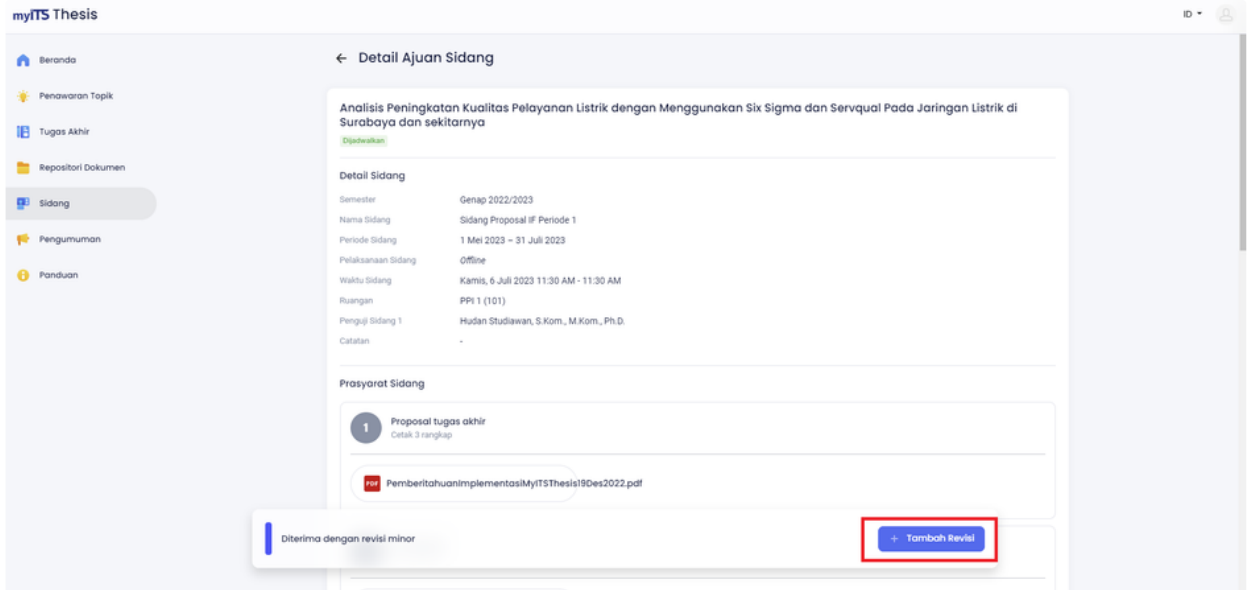 myITS Thesis
ID
Beranda
Penawaran Topik
Tugas Akhir
Repositori Dokumen
Sidang
Pengumuman
Panduan
← Detail Ajuan Sidang
Analisis Peningkatan Kualitas Pelayanan Listrik dengan Menggunakan Six Sigma dan Servqual Pada Jaringan Listrik di
Surabaya dan sekitarnya
Dijadwalkan
Detail Sidang
Semester Genap 2022/2023
Nama Sidang Sidang Proposal IF Periode 1
Periode Sidang 1 Mei 2023 – 31 Juli 2023
Pelaksanaan Sidang Offline
Waktu Sidang Kamis, 6 Juli 2023 11:30 AM - 11:30 AM
Ruangan PPI 1 (101)
Penguji Sidang 1 Hudan Studiawan, S.Kom., M.Kom., Ph.D.
Catatan -
Prasyarat Sidang
1 Proposal tugas akhir
Cetak 3 rangkap
PDF PemberitahuanImplementasiMyITSThesis19Des2022.pdf
Diterima dengan revisi minor
+ Tambah Revisi